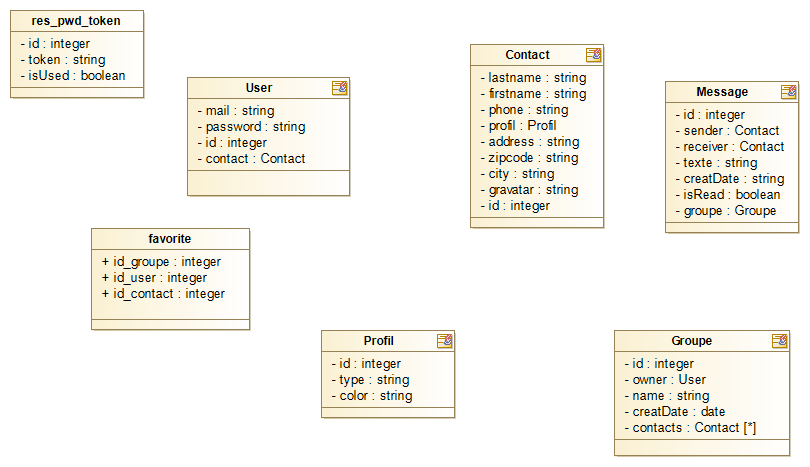 res_pwd_token
- id : integer
- token : string
- isUsed : boolean
User
- mail : string
- password : string
- id : integer
- contact : Contact
Contact
- lastname : string
- firstname : string
- phone : string
- profil : Profil
- address : string
- zipcode : string
- city : string
- gravatar : string
- id : integer
Message
- id : integer
- sender : Contact
- receiver : Contact
- texte : string
- creatDate : string
- isRead : boolean
- groupe : Groupe
favorite
+ id_groupe : integer
+ id_user : integer
+ id_contact : integer
Profil
- id : integer
- type : string
- color : string
Groupe
- id : integer
- owner : User
- name : string
- creatDate : date
- contacts : Contact [*]